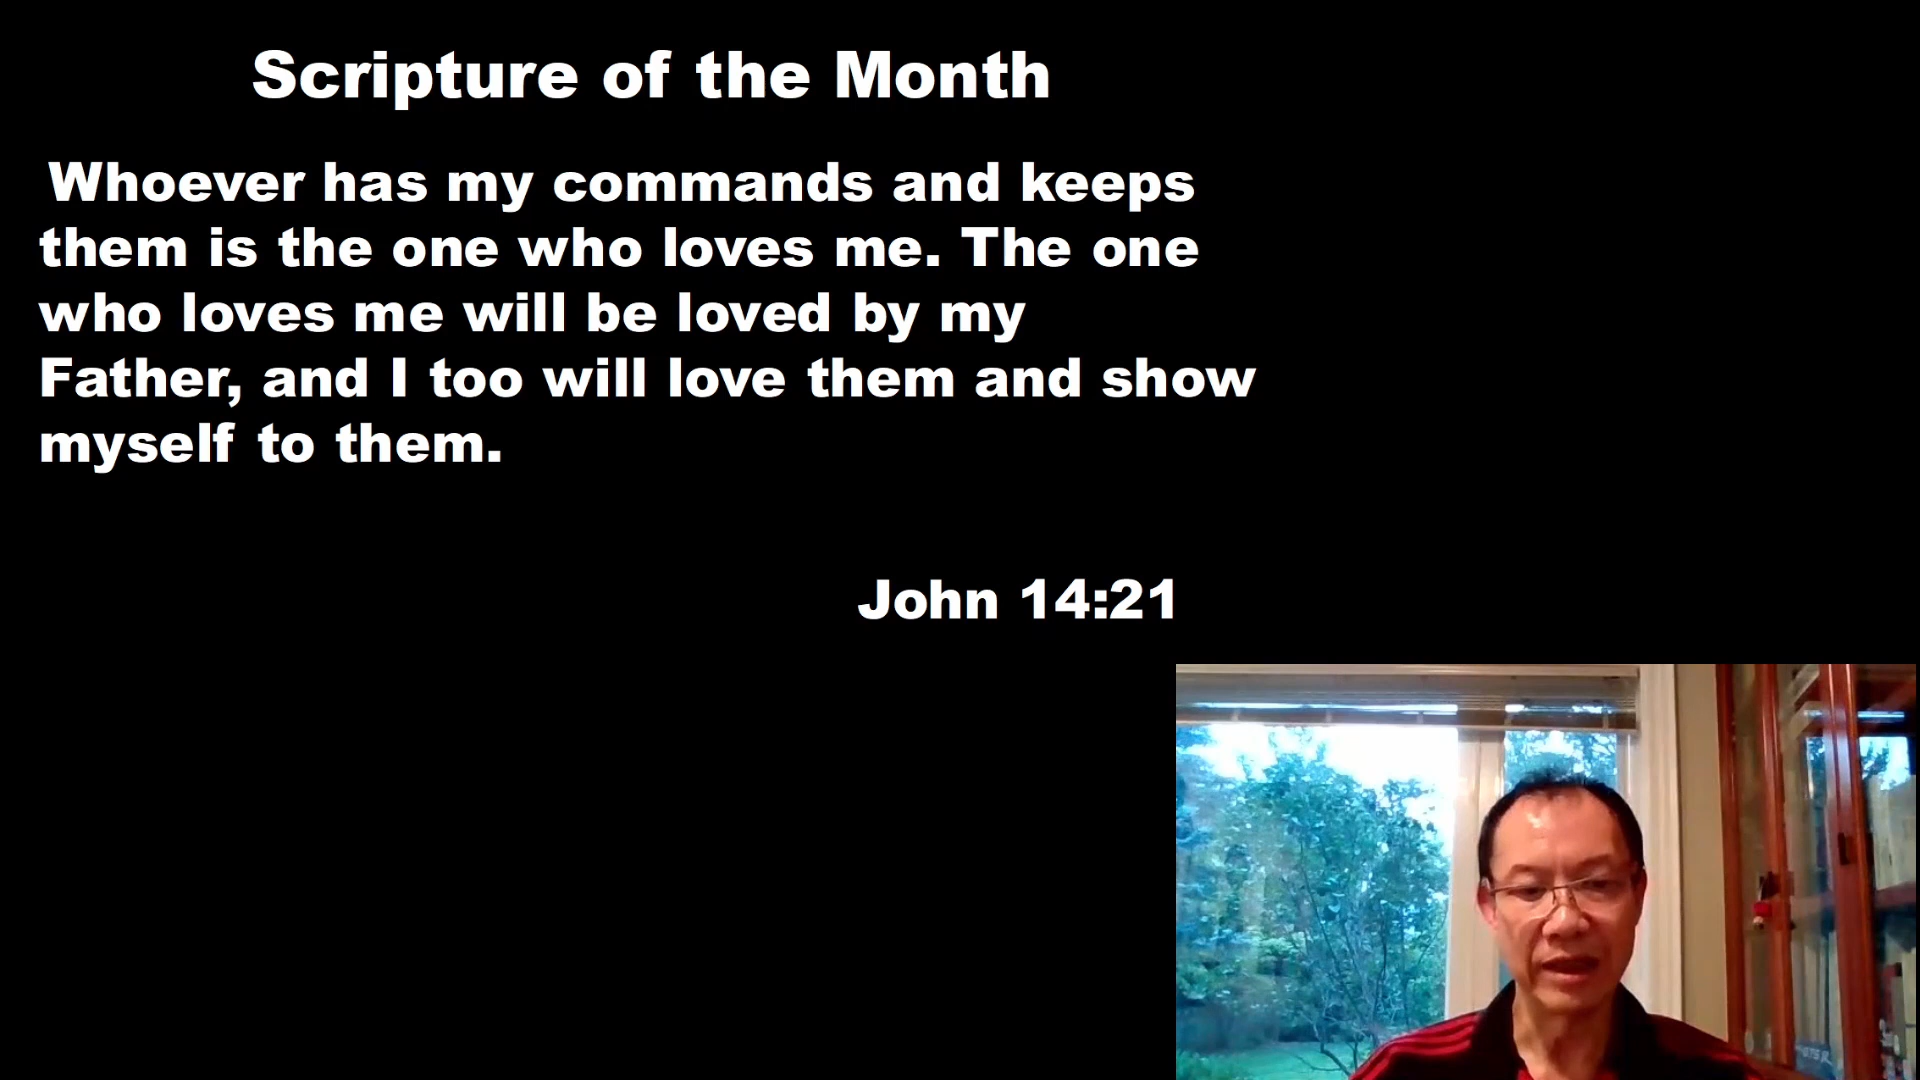 Scripture of the Month
Whoever has my commands and keeps
them is the one who loves me. The one
who loves me will be loved by my
Father, and I too will love them and show
myself to them.
John 14:21